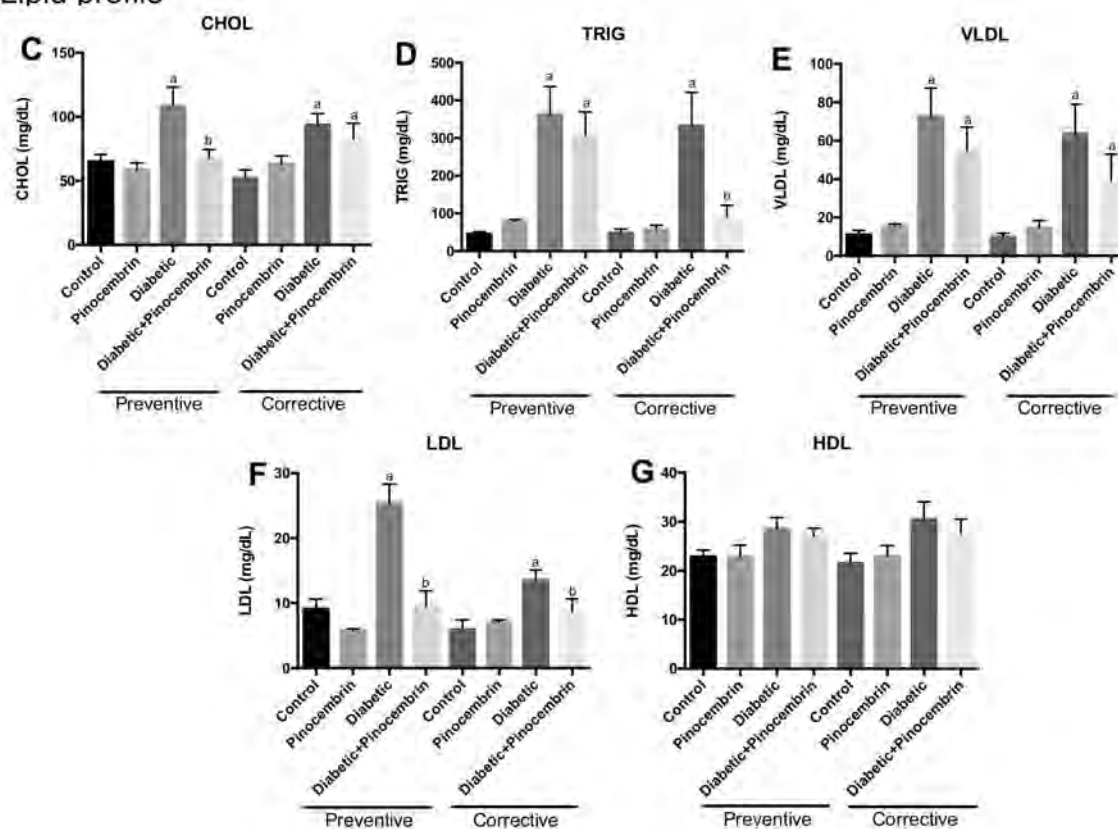 Lipid profile
C
CHOL
CHOL (mg/dL)
150
100
50
0
a
b
a
a
Control
Pinocembrin
Diabetic
Diabetic+Pinocembrin
Control
Pinocembrin
Diabetic
Diabetic+Pinocembrin
Preventive
Corrective
D
TRIG
TRIG (mg/dL)
500
400
300
200
100
0
a
a
a
Control
Pinocembrin
Diabetic
Diabetic+Pinocembrin
Control
Pinocembrin
Diabetic
Diabetic+Pinocembrin
Preventive
Corrective
E
VLDL
VLDL (mg/dL)
100
80
60
40
20
0
a
a
a
a
Control
Pinocembrin
Diabetic
Diabetic+Pinocembrin
Control
Pinocembrin
Diabetic
Diabetic+Pinocembrin
Preventive
Corrective
F
LDL
LDL (mg/dL)
30
20
10
0
a
b
a
b
Control
Pinocembrin
Diabetic
Diabetic+Pinocembrin
Control
Pinocembrin
Diabetic
Diabetic+Pinocembrin
Preventive
Corrective
G
HDL
HDL (mg/dL)
40
30
20
10
0
Control
Pinocembrin
Diabetic
Diabetic+Pinocembrin
Control
Pinocembrin
Diabetic
Diabetic+Pinocembrin
Preventive
Corrective